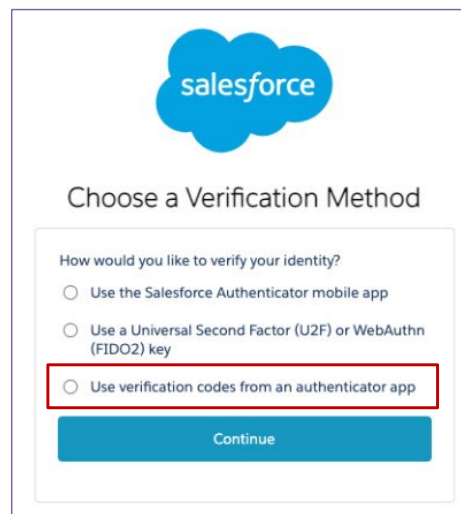 salesforce
Choose a Verification Method
How would you like to verify your identity?
Use the Salesforce Authenticator mobile app
Use a Universal Second Factor (U2F) or WebAuthn
(FIDO2) key
Use verification codes from an authenticator app
Continue